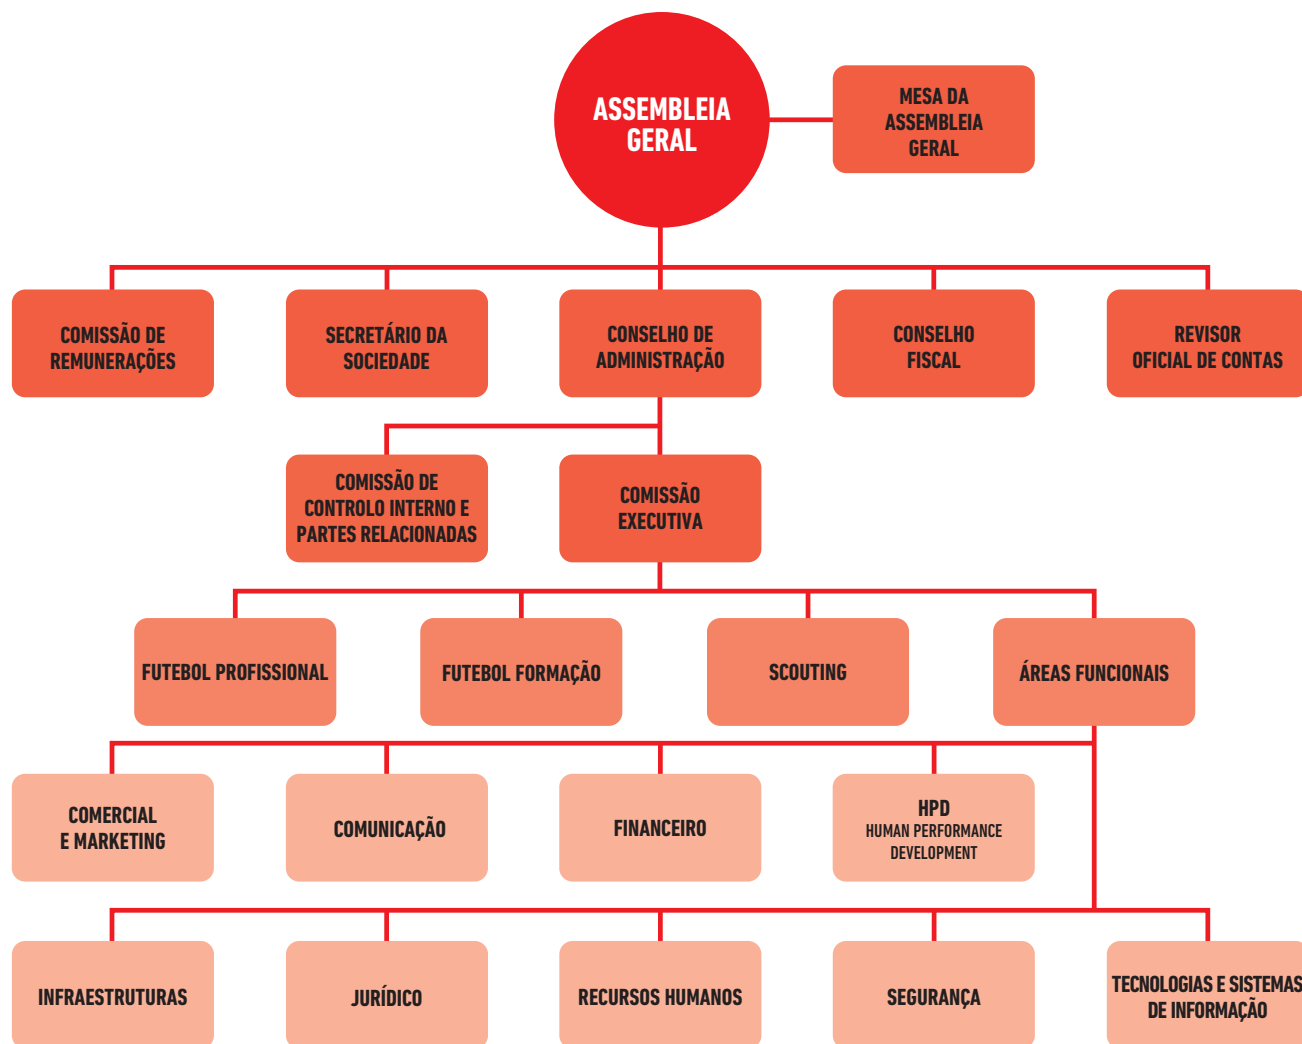 ASSEMBLEIA
GERAL
MESA DA
ASSEMBLEIA
GERAL
COMISSÃO DE
REMUNERAÇÕES
SECRETÁRIO DA
SOCIEDADE
CONSELHO DE
ADMINISTRAÇÃO
CONSELHO
FISCAL
REVISOR
OFICIAL DE CONTAS
COMISSÃO DE
CONTROLO INTERNO E
PARTES RELACIONADAS
COMISSÃO
EXECUTIVA
FUTEBOL PROFISSIONAL
FUTEBOL FORMAÇÃO
SCOUTING
ÁREAS FUNCIONAIS
COMERCIAL
E MARKETING
COMUNICAÇÃO
FINANCEIRO
HPD
HUMAN PERFORMANCE
DEVELOPMENT
INFRAESTRUTURAS
JURÍDICO
RECURSOS HUMANOS
SEGURANÇA
TECNOLOGIAS E SISTEMAS
DE INFORMAÇÃO